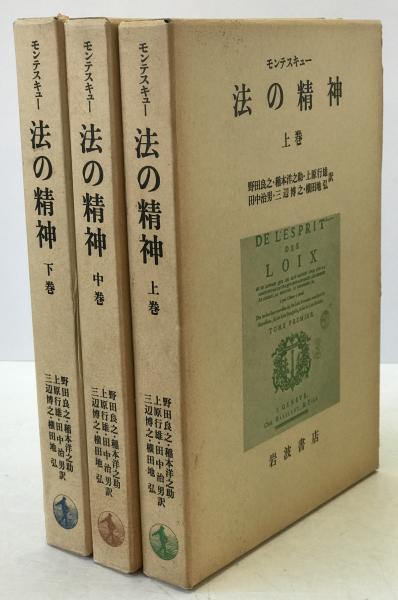 モンテスキュー
法の精神
下巻
野田良之・稲本洋之助
上原行雄・田中治男訳
三辺博之・横田地弘
モンテスキュー
法の精神
中巻
野田良之・稲本洋之助
上原行雄・田中治男訳
三辺博之・横田地弘
モンテスキュー
法の精神
上巻
野田良之・稲本洋之助
上原行雄・田中治男訳
三辺博之・横田地弘
モンテスキュー
法の精神
上巻
野田良之・稲本洋之助・上原行雄
田中治男・三辺博之・横田地弘訳
DE L'ESPRIT
DES
LOIX
TOME PREMIER
A GENEVE,
Chez BARILLOT, & FILS
岩波書店